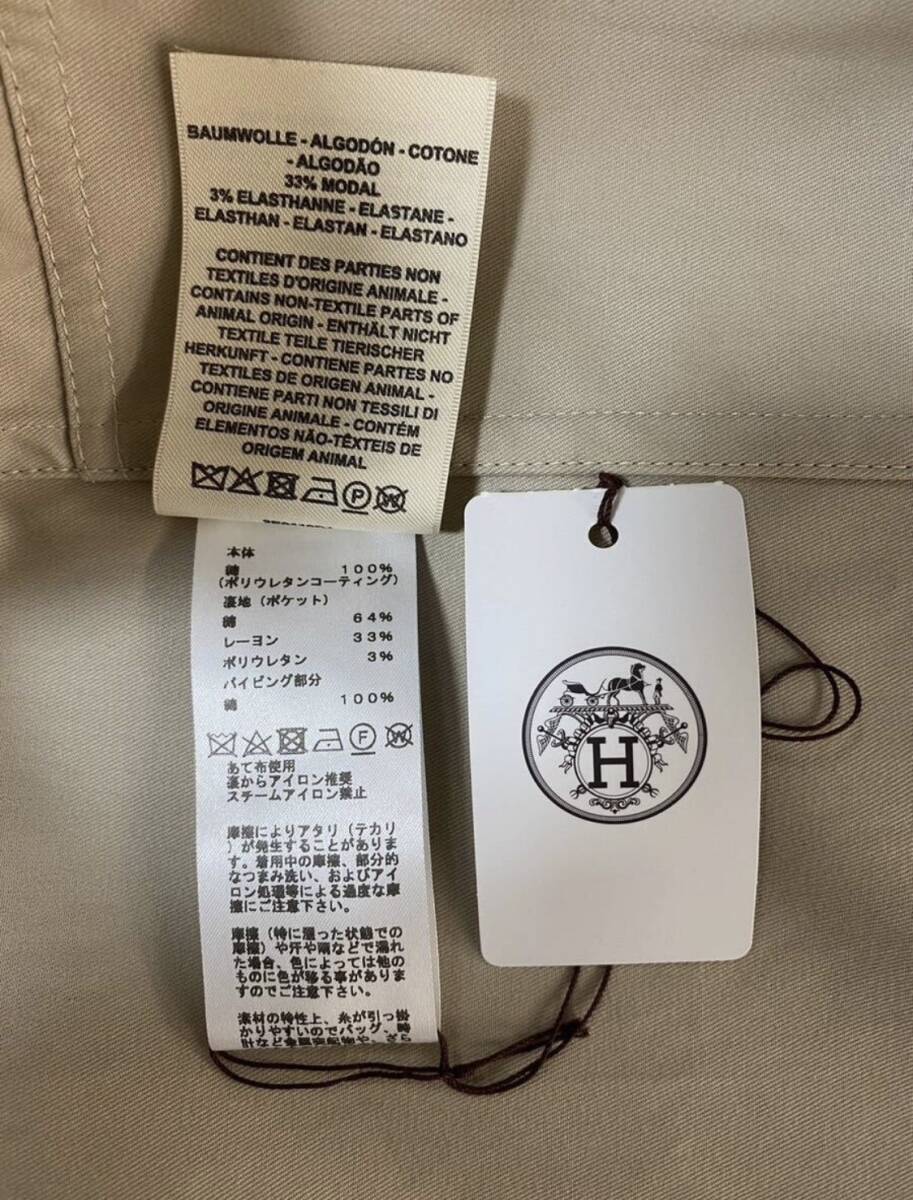 BAUMWOLLE - ALGODÓN - COTONE
- ALGODÃO
33% MODAL
3% ELASTHANNE - ELASTANE -
ELASTHAN - ELASTAN - ELASTANO
CONTIENT DES PARTIES NON
TEXTILES D'ORIGINE ANIMALE -
CONTAINS NON-TEXTILE PARTS OF
ANIMAL ORIGIN - ENTHÄLT NICHT
TEXTILE TEILE TIERISCHER
HERKUNFT - CONTIENE PARTES NO
TEXTILES DE ORIGEN ANIMAL -
CONTIENE PARTI NON TESSILI DI
ORIGINE ANIMALE - CONTÉM
ELEMENTOS NÃO-TÊXTEIS DE
ORIGEM ANIMAL
P
本体
綿 100%
(ポリウレタンコーティング)
裏地(ポケット)
綿 64%
レーヨン 33%
ポリウレタン 3%
パイピング部分
綿 100%
F
あて布使用
裏からアイロン推奨
スチームアイロン禁止
摩擦によりアタリ(テカリ
)が発生することがありま
す。着用中の摩擦、部分的
なつまみ洗い、およびアイ
ロン処理等による過度な摩
擦にご注意下さい。
摩擦(特に湿った状態での
摩擦)や汗や雨などで濡れ
た場合、色によっては他の
ものに色が移る事がありま
すのでご注意下さい。
素材の特性上、糸が引っ掛
かりやすいのでバッグ、時
計など金属装飾物や、ざら
H